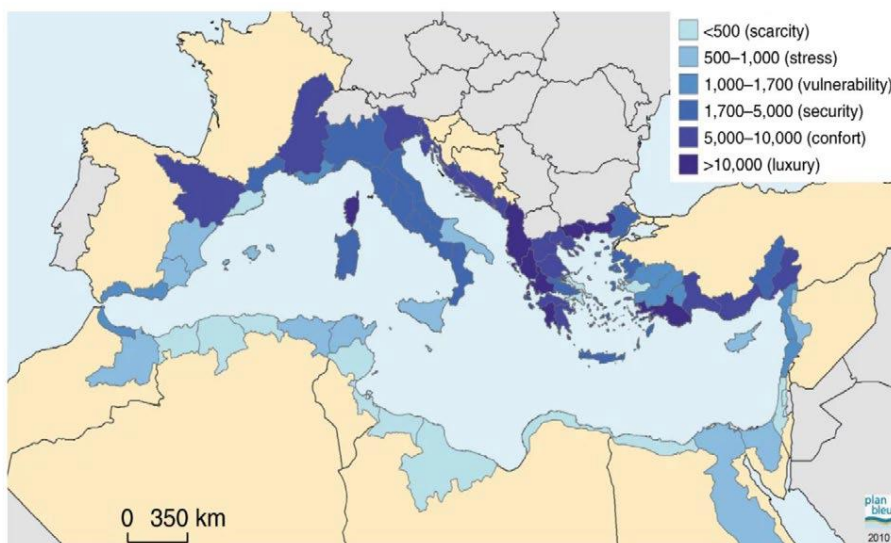 <500 (scarcity)
500–1,000 (stress)
1,000–1,700 (vulnerability)
1,700–5,000 (security)
5,000–10,000 (confort)
>10,000 (luxury)
0 350 km
plan
bleu
2010